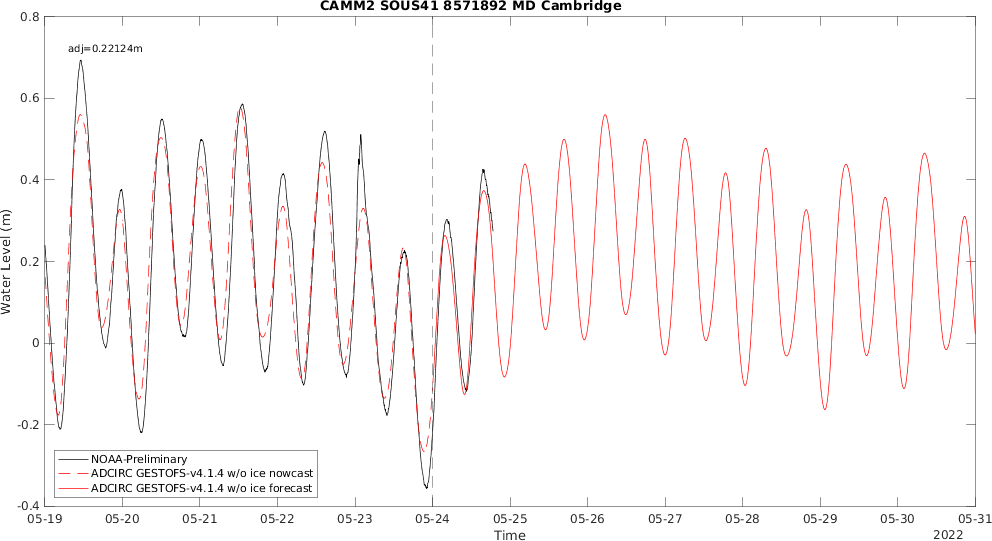 CAMM2 SOUS41 8571892 MD Cambridge
adj=0.22124m
0.8
0.6
0.4
0.2
0
-0.2
-0.4
Water Level (m)
NOAA-Preliminary
ADCIRC GESTOFS-v4.1.4 w/o ice nowcast
ADCIRC GESTOFS-v4.1.4 w/o ice forecast
05-19 05-20 05-21 05-22 05-23 05-24 05-25 05-26 05-27 05-28 05-29 05-30 05-31
Time
2022